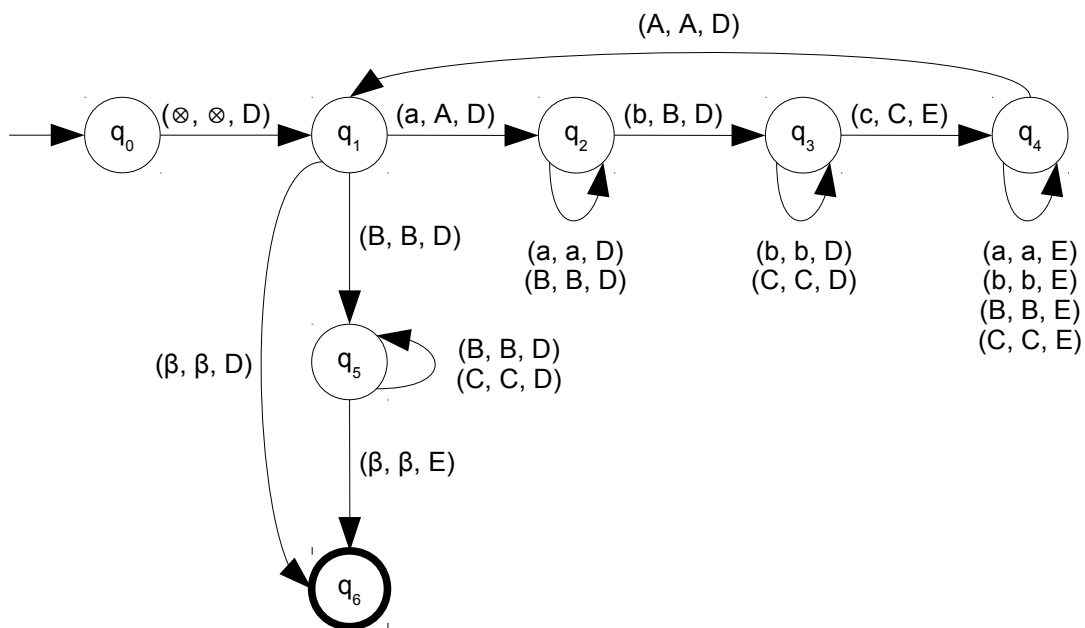 (A, A, D)
q0
(⊗, ⊗, D)
q1
(a, A, D)
q2
(b, B, D)
q3
(c, C, E)
q4
(B, B, D)
(a, a, D)
(B, B, D)
(b, b, D)
(C, C, D)
(a, a, E)
(b, b, E)
(B, B, E)
(C, C, E)
(β, β, D)
q5
(B, B, D)
(C, C, D)
(β, β, E)
q6